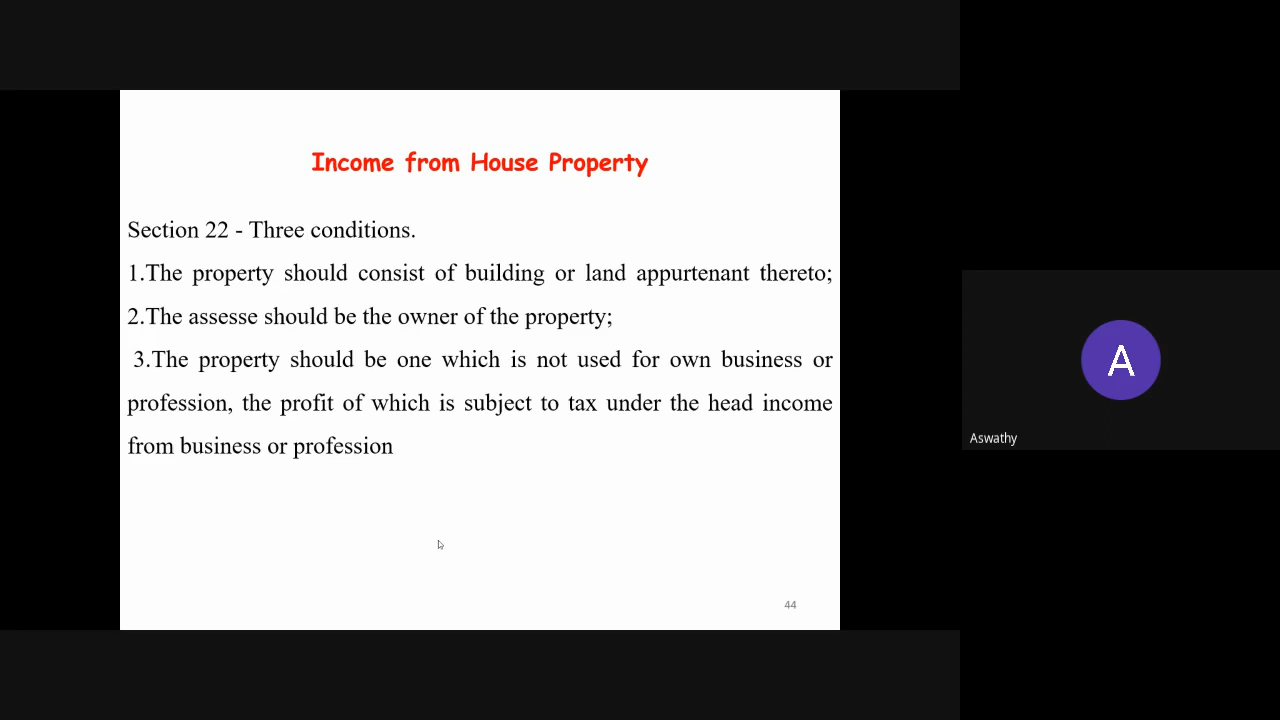 Income from House Property
Section 22 - Three conditions.
1.The property should consist of building or land appurtenant thereto;
2.The assesse should be the owner of the property;
3.The property should be one which is not used for own business or
profession, the profit of which is subject to tax under the head income
from business or profession
44
A
Aswathy